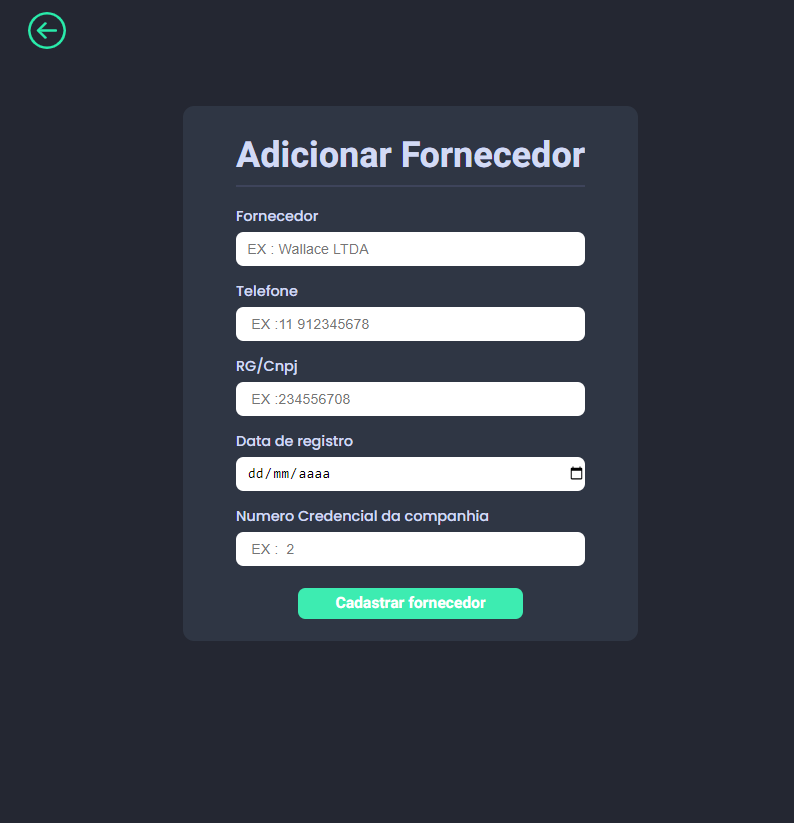 Adicionar Fornecedor
Fornecedor
EX : Wallace LTDA
Telefone
EX :11 912345678
RG/Cnpj
EX :234556708
Data de registro
dd/mm/aaaa
Numero Credencial da companhia
EX :  2
Cadastrar fornecedor